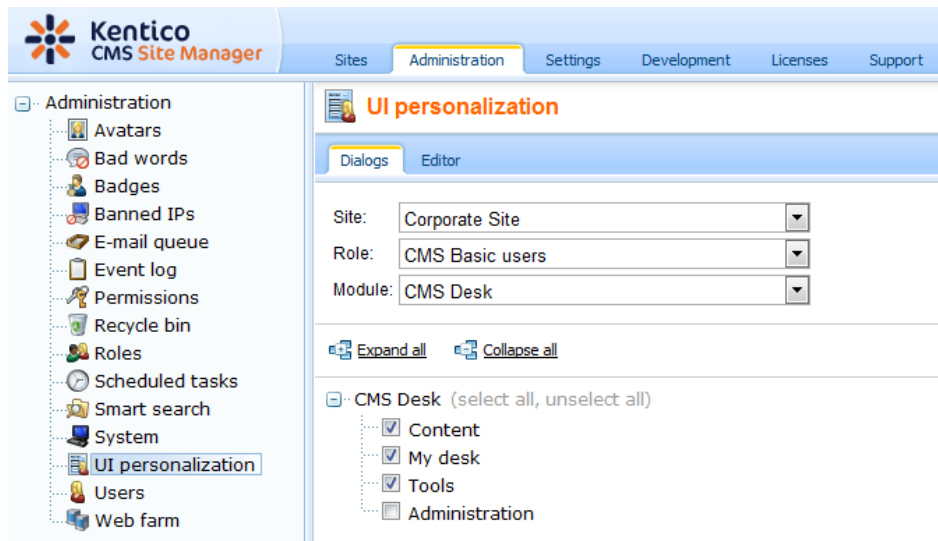 Kentico
CMS Site Manager
Sites Administration Settings Development Licenses Support
Administration
Avatars
Bad words
Badges
Banned IPs
E-mail queue
Event log
Permissions
Recycle bin
Roles
Scheduled tasks
Smart search
System
UI personalization
Users
Web farm
UI personalization
Dialogs Editor
Site: Corporate Site
Role: CMS Basic users
Module: CMS Desk
Expand all Collapse all
CMS Desk (select all, unselect all)
Content
My desk
Tools
Administration